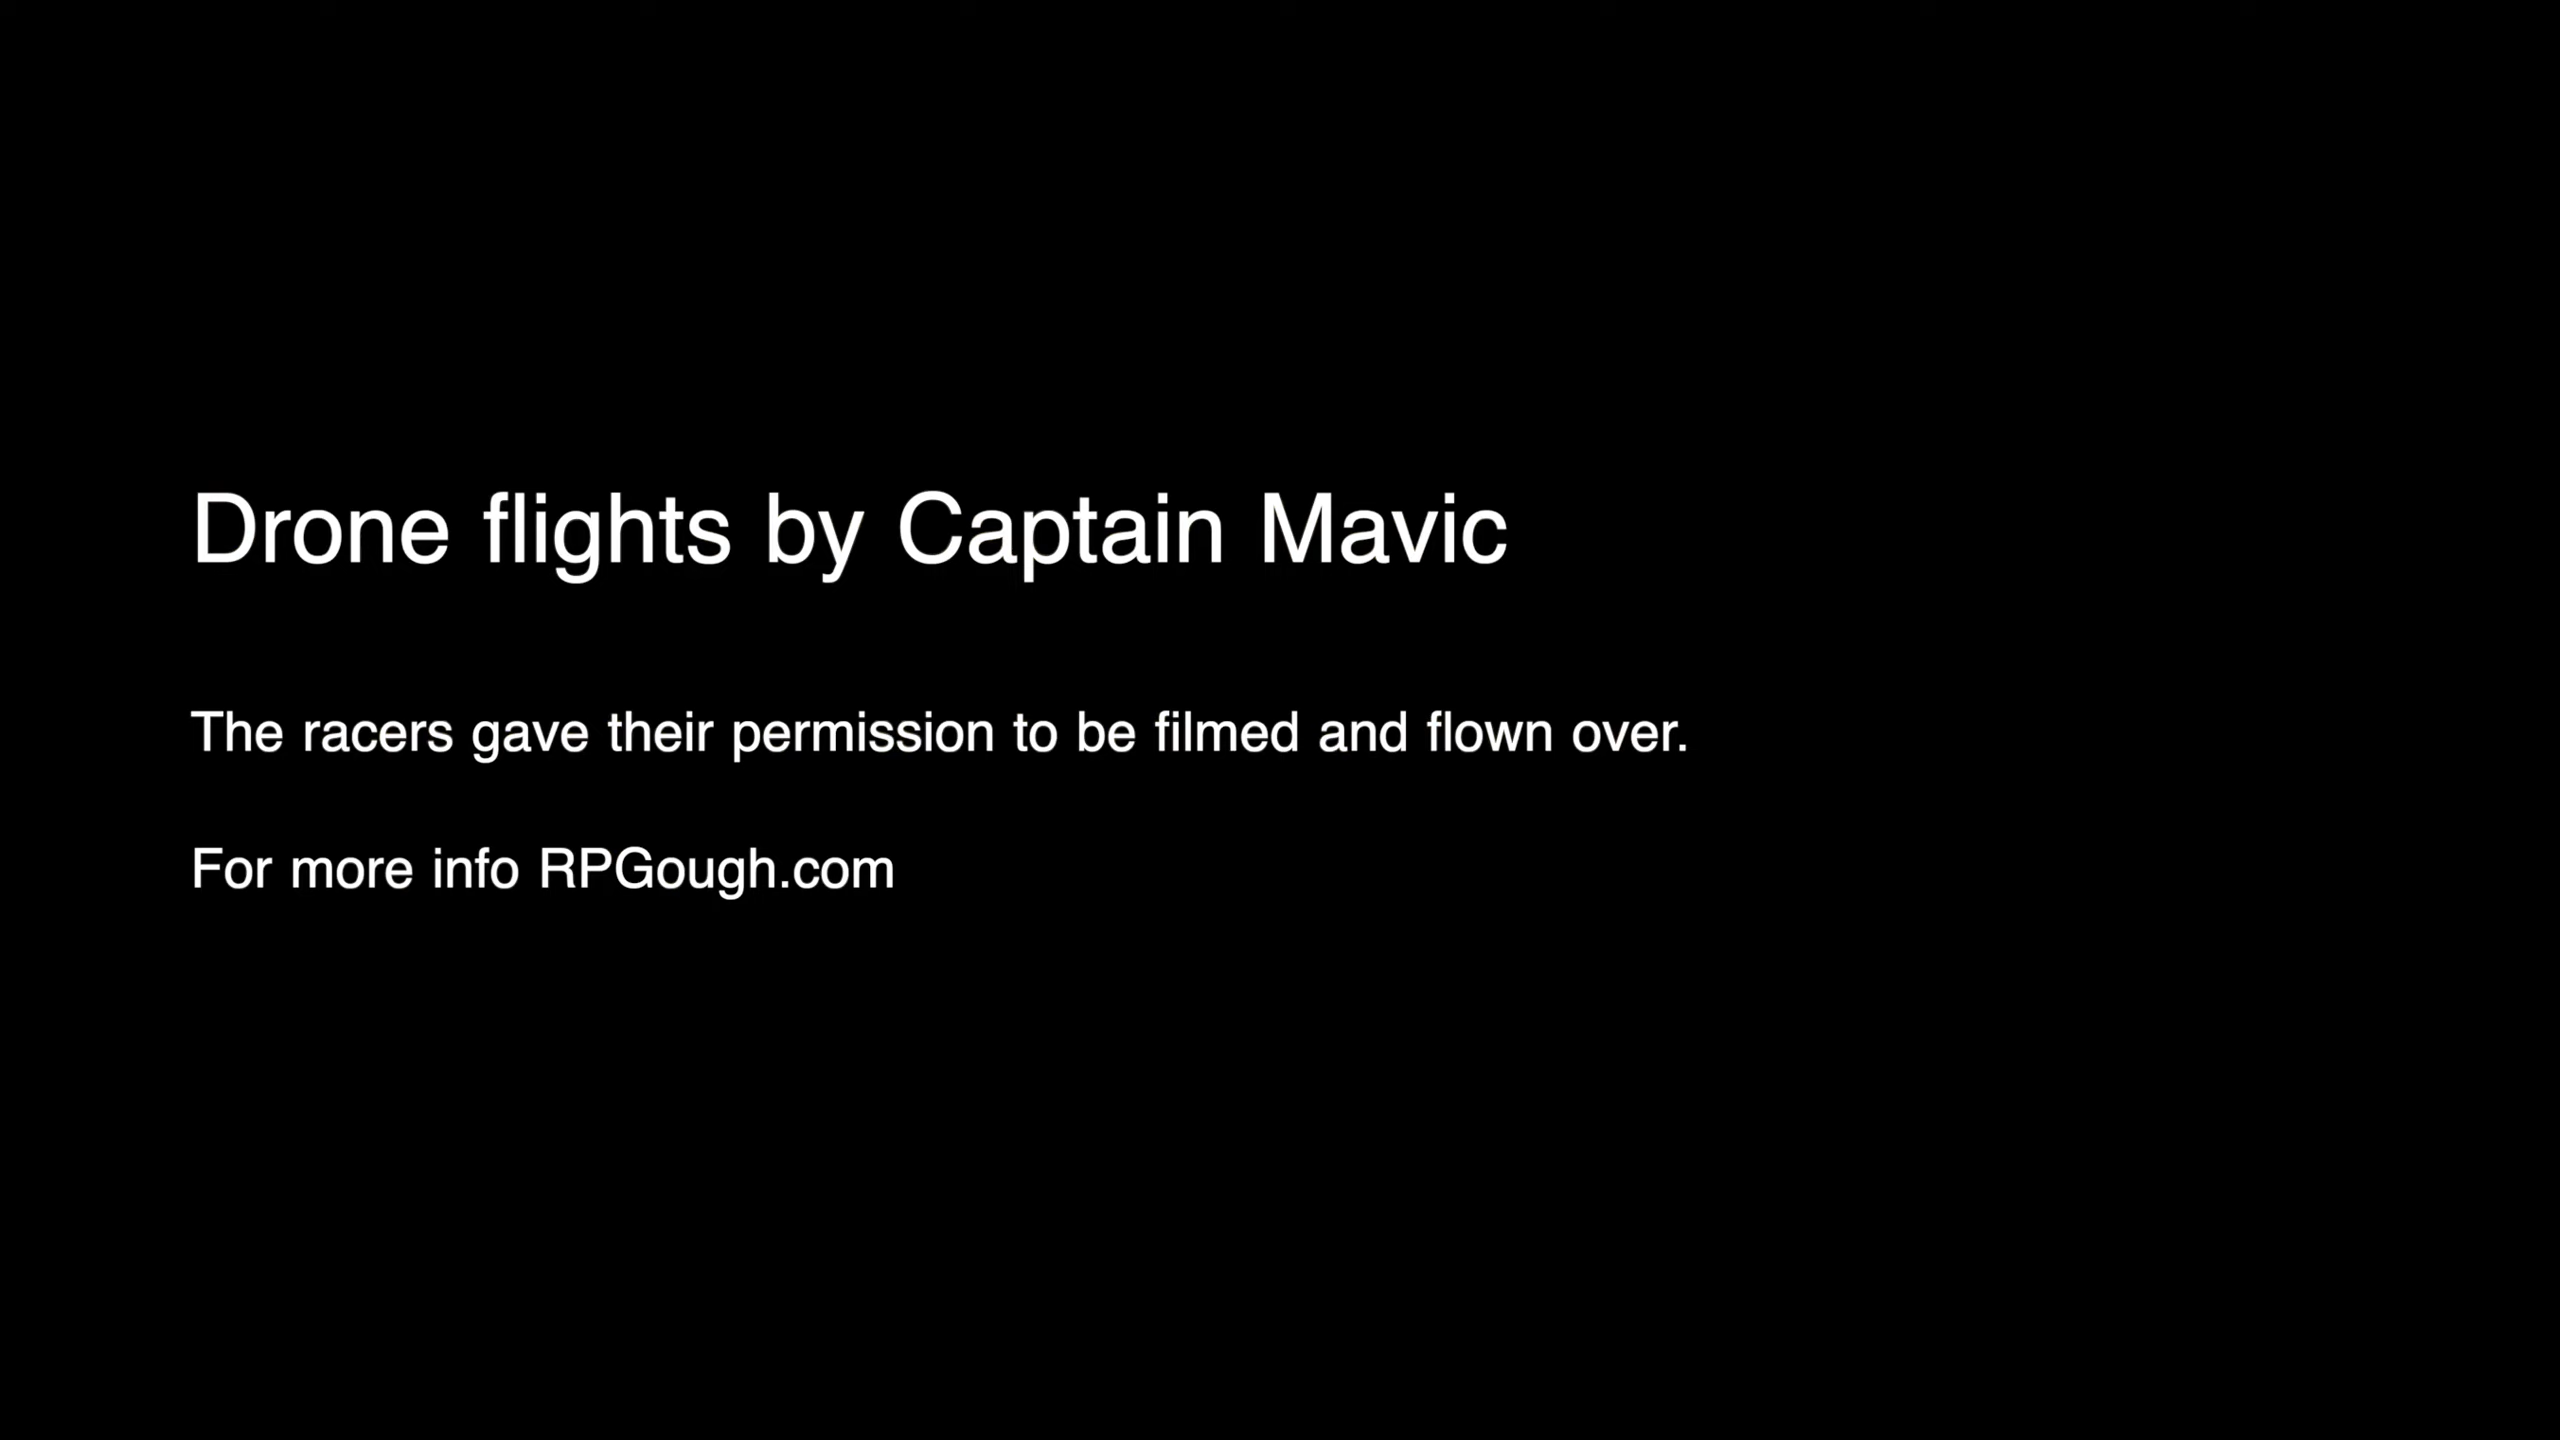 Drone flights by Captain Mavic
The racers gave their permission to be filmed and flown over.
For more info RPGough.com